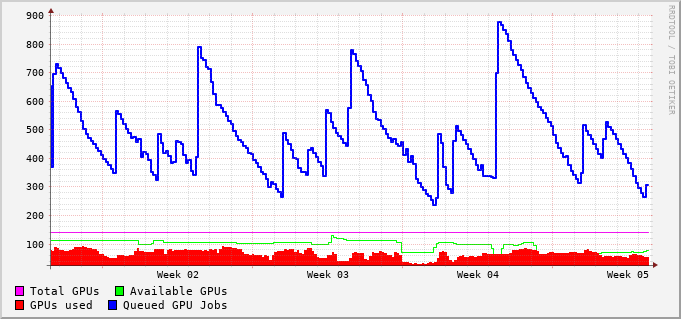 900
800
700
600
500
400
300
200
100
Week 02 Week 03 Week 04 Week 05
Total GPUs Available GPUs
GPUs used Queued GPU Jobs
RRDTOOL / TOBI OETIKER